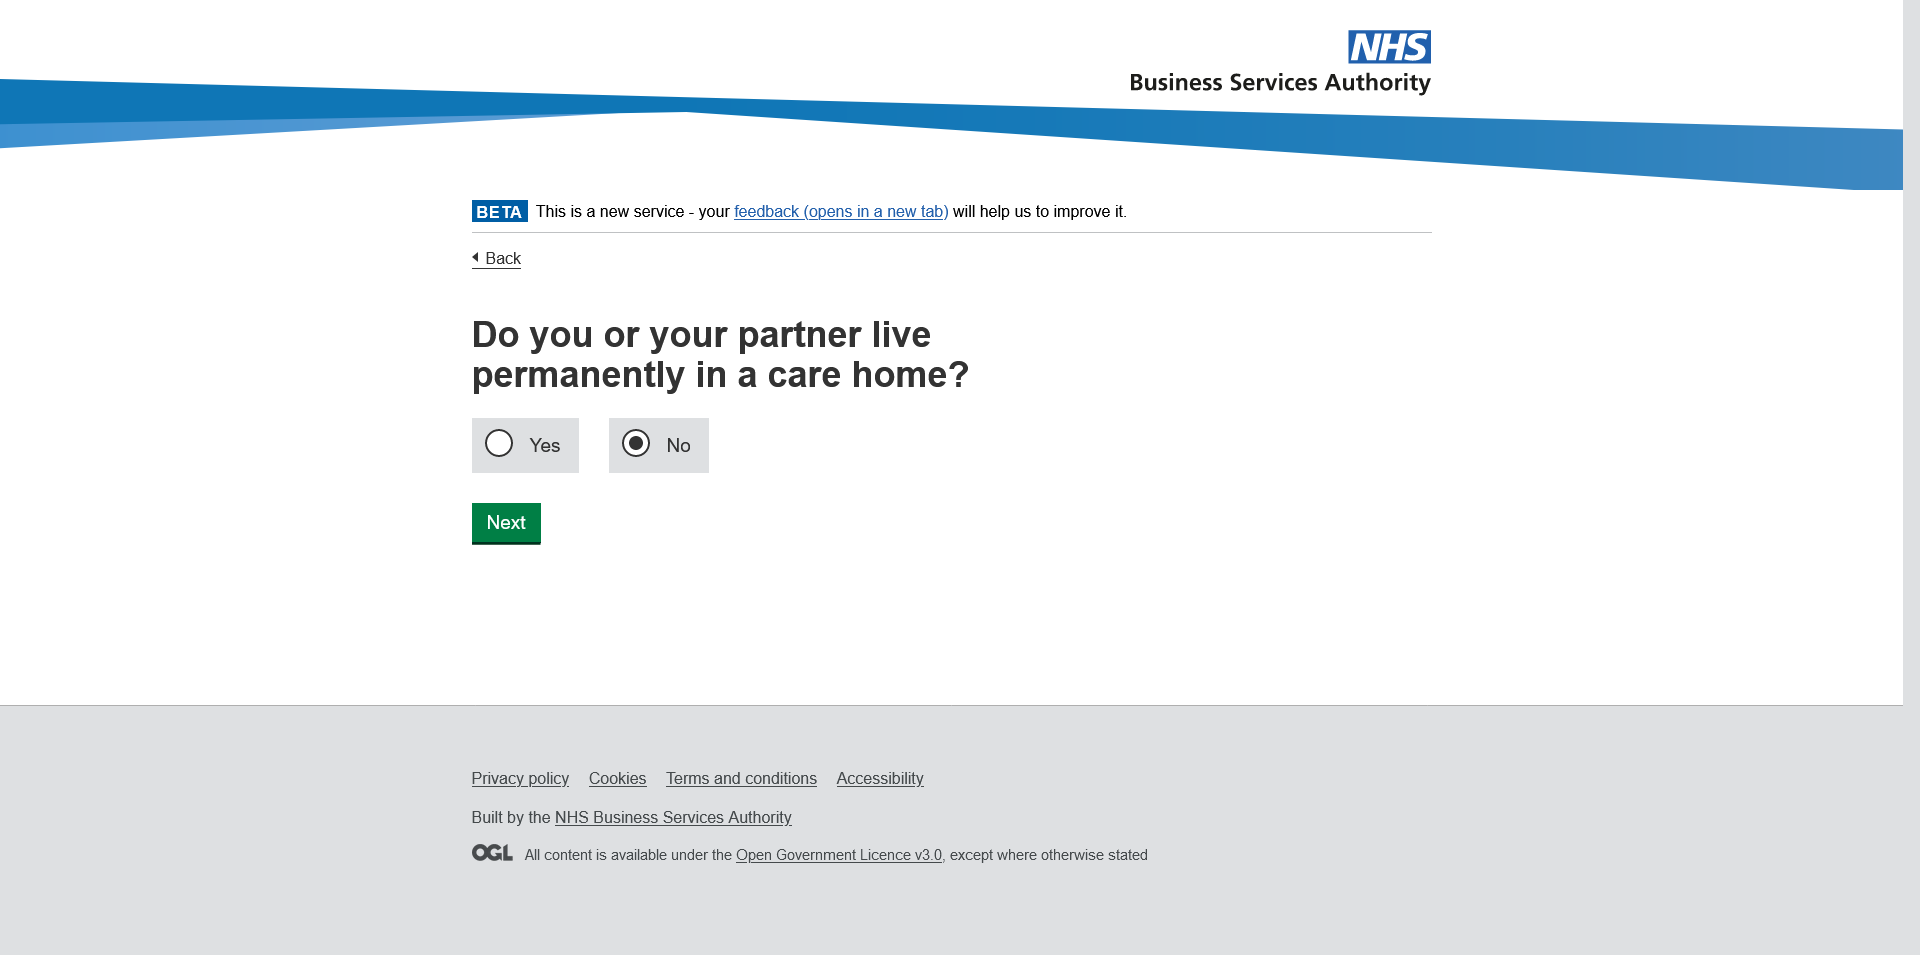 NHS
Business Services Authority
BETA This is a new service - your feedback (opens in a new tab) will help us to improve it.
Back
Do you or your partner live
permanently in a care home?
Yes No
Next
Privacy policy Cookies Terms and conditions Accessibility
Built by the NHS Business Services Authority
OGL All content is available under the Open Government Licence v3.0, except where otherwise stated